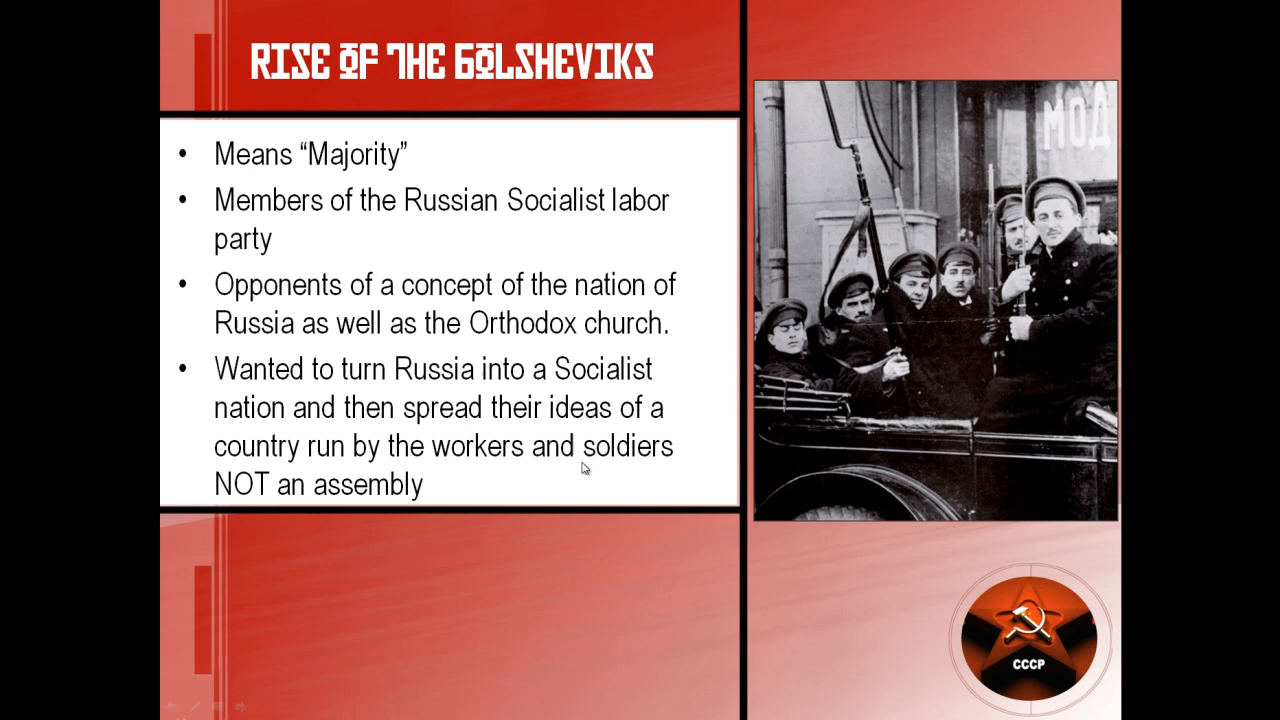 RISE OF THE BOLSHEVIKS
• Means “Majority”
• Members of the Russian Socialist labor
party
• Opponents of a concept of the nation of
Russia as well as the Orthodox church.
• Wanted to turn Russia into a Socialist
nation and then spread their ideas of a
country run by the workers and soldiers
NOT an assembly
МОД
СССР